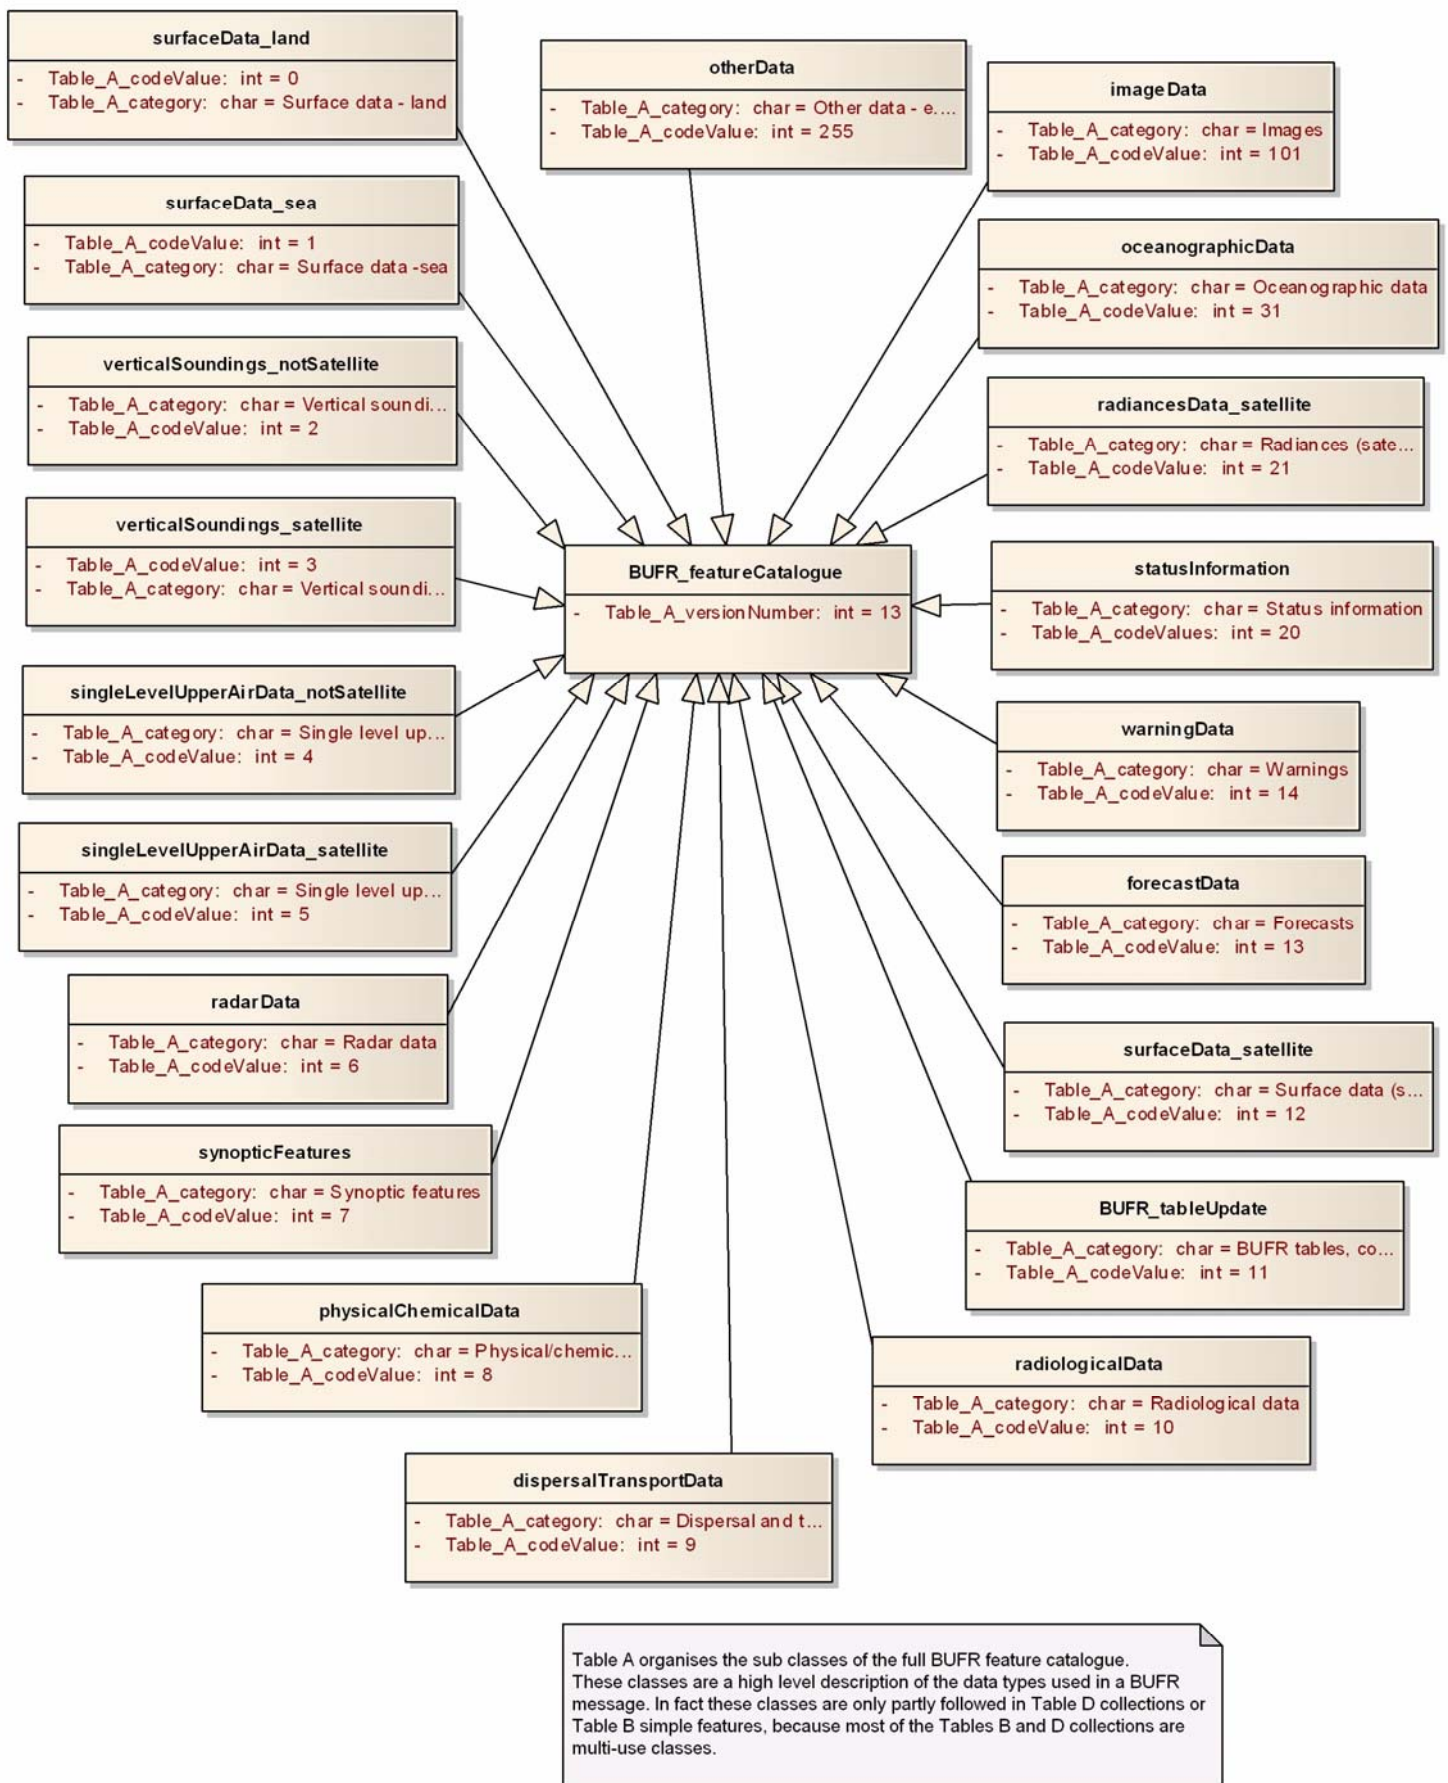 surfaceData_land
- Table_A_codeValue: int = 0
- Table_A_category: char = Surface data - land
otherData
- Table_A_category: char = Other data - e....
- Table_A_codeValue: int = 255
imageData
- Table_A_category: char = Images
- Table_A_codeValue: int = 101
surfaceData_sea
- Table_A_codeValue: int = 1
- Table_A_category: char = Surface data -sea
oceanographicData
- Table_A_category: char = Oceanographic data
- Table_A_codeValue: int = 31
verticalSoundings_notSatellite
- Table_A_category: char = Vertical soundi...
- Table_A_codeValue: int = 2
radiancesData_satellite
- Table_A_category: char = Radiances (sate...
- Table_A_codeValue: int = 21
verticalSoundings_satellite
- Table_A_codeValue: int = 3
- Table_A_category: char = Vertical soundi...
BUFR_featureCatalogue
- Table_A_versionNumber: int = 13
statusInformation
- Table_A_category: char = Status information
- Table_A_codeValues: int = 20
singleLevelUpperAirData_notSatellite
- Table_A_category: char = Single level up...
- Table_A_codeValue: int = 4
warningData
- Table_A_category: char = Warnings
- Table_A_codeValue: int = 14
singleLevelUpperAirData_satellite
- Table_A_category: char = Single level up...
- Table_A_codeValue: int = 5
forecastData
- Table_A_category: char = Forecasts
- Table_A_codeValue: int = 13
radarData
- Table_A_category: char = Radar data
- Table_A_codeValue: int = 6
surfaceData_satellite
- Table_A_category: char = Surface data (s...
- Table_A_codeValue: int = 12
synopticFeatures
- Table_A_category: char = Synoptic features
- Table_A_codeValue: int = 7
BUFR_tableUpdate
- Table_A_category: char = BUFR tables, co...
- Table_A_codeValue: int = 11
physicalChemicalData
- Table_A_category: char = Physical/chemic...
- Table_A_codeValue: int = 8
radiologicalData
- Table_A_category: char = Radiological data
- Table_A_codeValue: int = 10
dispersalTransportData
- Table_A_category: char = Dispersal and t...
- Table_A_codeValue: int = 9
Table A organises the sub classes of the full BUFR feature catalogue.
These classes are a high level description of the data types used in a BUFR
message. In fact these classes are only partly followed in Table D collections or
Table B simple features, because most of the Tables B and D collections are
multi-use classes.